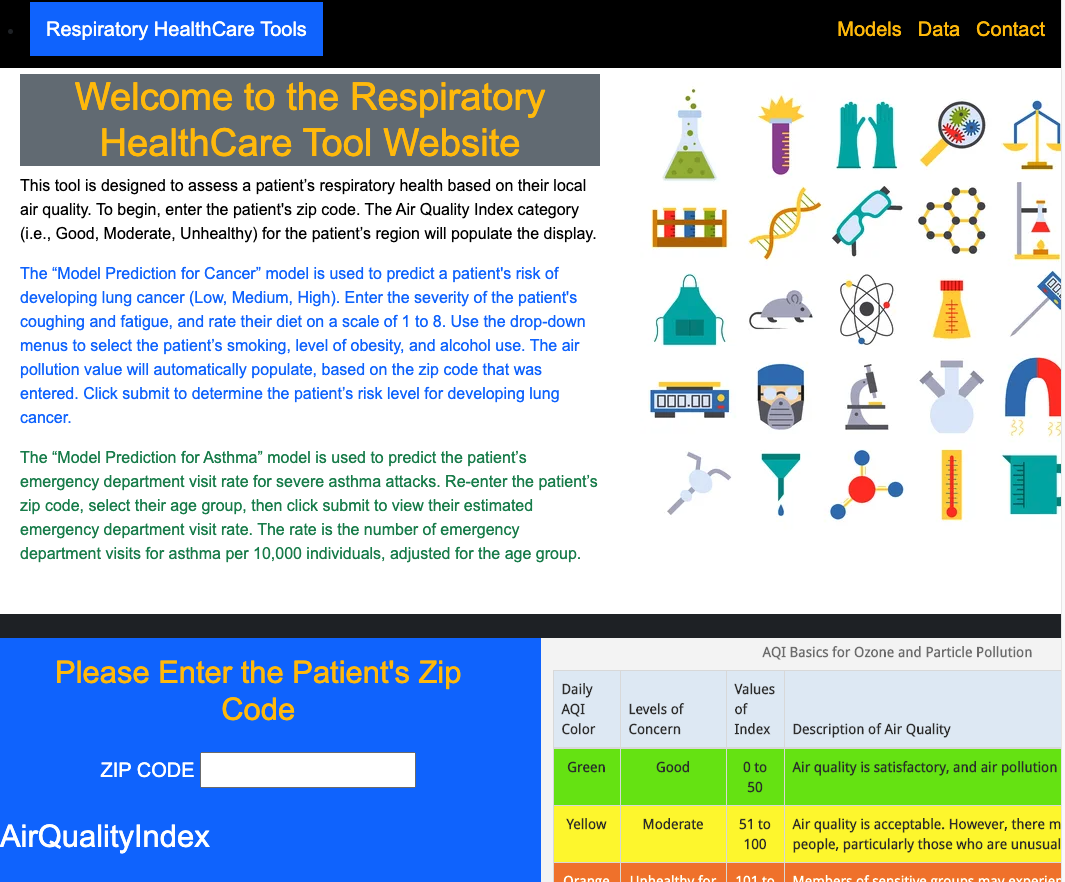 Respiratory HealthCare Tools
Models Data Contact
Welcome to the Respiratory
HealthCare Tool Website
This tool is designed to assess a patient’s respiratory health based on their local
air quality. To begin, enter the patient's zip code. The Air Quality Index category
(i.e., Good, Moderate, Unhealthy) for the patient’s region will populate the display.
The “Model Prediction for Cancer” model is used to predict a patient's risk of
developing lung cancer (Low, Medium, High). Enter the severity of the patient's
coughing and fatigue, and rate their diet on a scale of 1 to 8. Use the drop-down
menus to select the patient’s smoking, level of obesity, and alcohol use. The air
pollution value will automatically populate, based on the zip code that was
entered. Click submit to determine the patient’s risk level for developing lung
cancer.
The “Model Prediction for Asthma” model is used to predict the patient’s
emergency department visit rate for severe asthma attacks. Re-enter the patient’s
zip code, select their age group, then click submit to view their estimated
emergency department visit rate. The rate is the number of emergency
department visits for asthma per 10,000 individuals, adjusted for the age group.
000.00
Please Enter the Patient's Zip
Code
ZIP CODE
AirQualityIndex
AQI Basics for Ozone and Particle Pollution
Daily
AQI
Color
Levels of
Concern
Values
of
Index
Description of Air Quality
Green
Good
0 to
50
Air quality is satisfactory, and air pollution
Yellow
Moderate
51 to
100
Air quality is acceptable. However, there m
people, particularly those who are unusual
Orange
Unhealthy for
101 to
Members of sensitive groups may experien